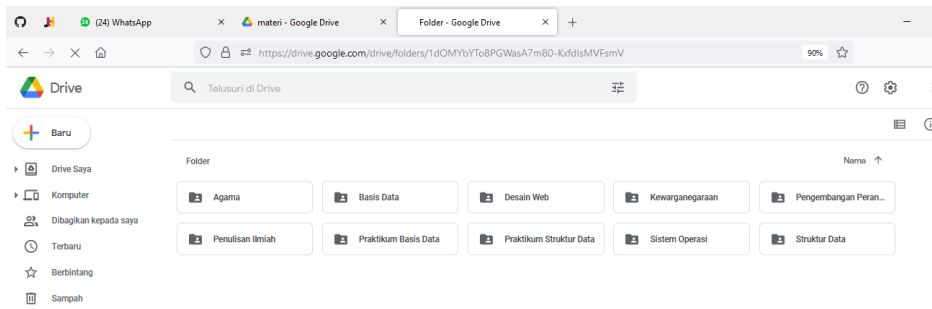 (24) WhatsApp
materi - Google Drive
Folder - Google Drive
https://drive.google.com/drive/folders/1dOMYbYTo8PGWasA7m80-KxfdIsMVFsmV
90%
Drive
Telusuri di Drive
Baru
Folder
Nama
Drive Saya
Komputer
Dibagikan kepada saya
Terbaru
Berbintang
Sampah
Agama
Basis Data
Desain Web
Kewarganegaraan
Pengembangan Peran...
Penulisan Ilmiah
Praktikum Basis Data
Praktikum Struktur Data
Sistem Operasi
Struktur Data